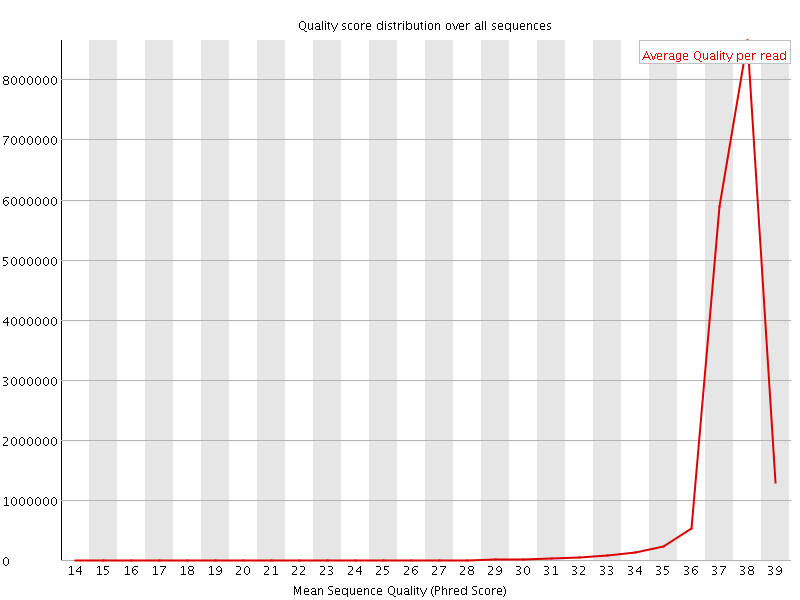 Quality score distribution over all sequences
Average Quality per read
8000000
7000000
6000000
5000000
4000000
3000000
2000000
1000000
0
14 15 16 17 18 19 20 21 22 23 24 25 26 27 28 29 30 31 32 33 34 35 36 37 38 39
Mean Sequence Quality (Phred Score)